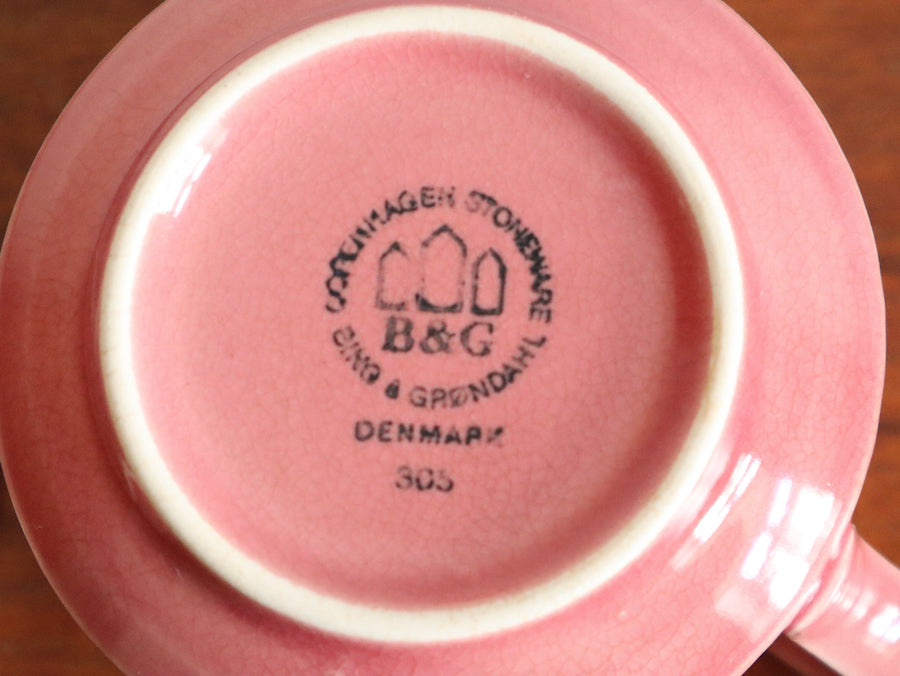 COPENHAGEN STONEWARE
B&G
BING & GRØNDAHL
DENMARK
305